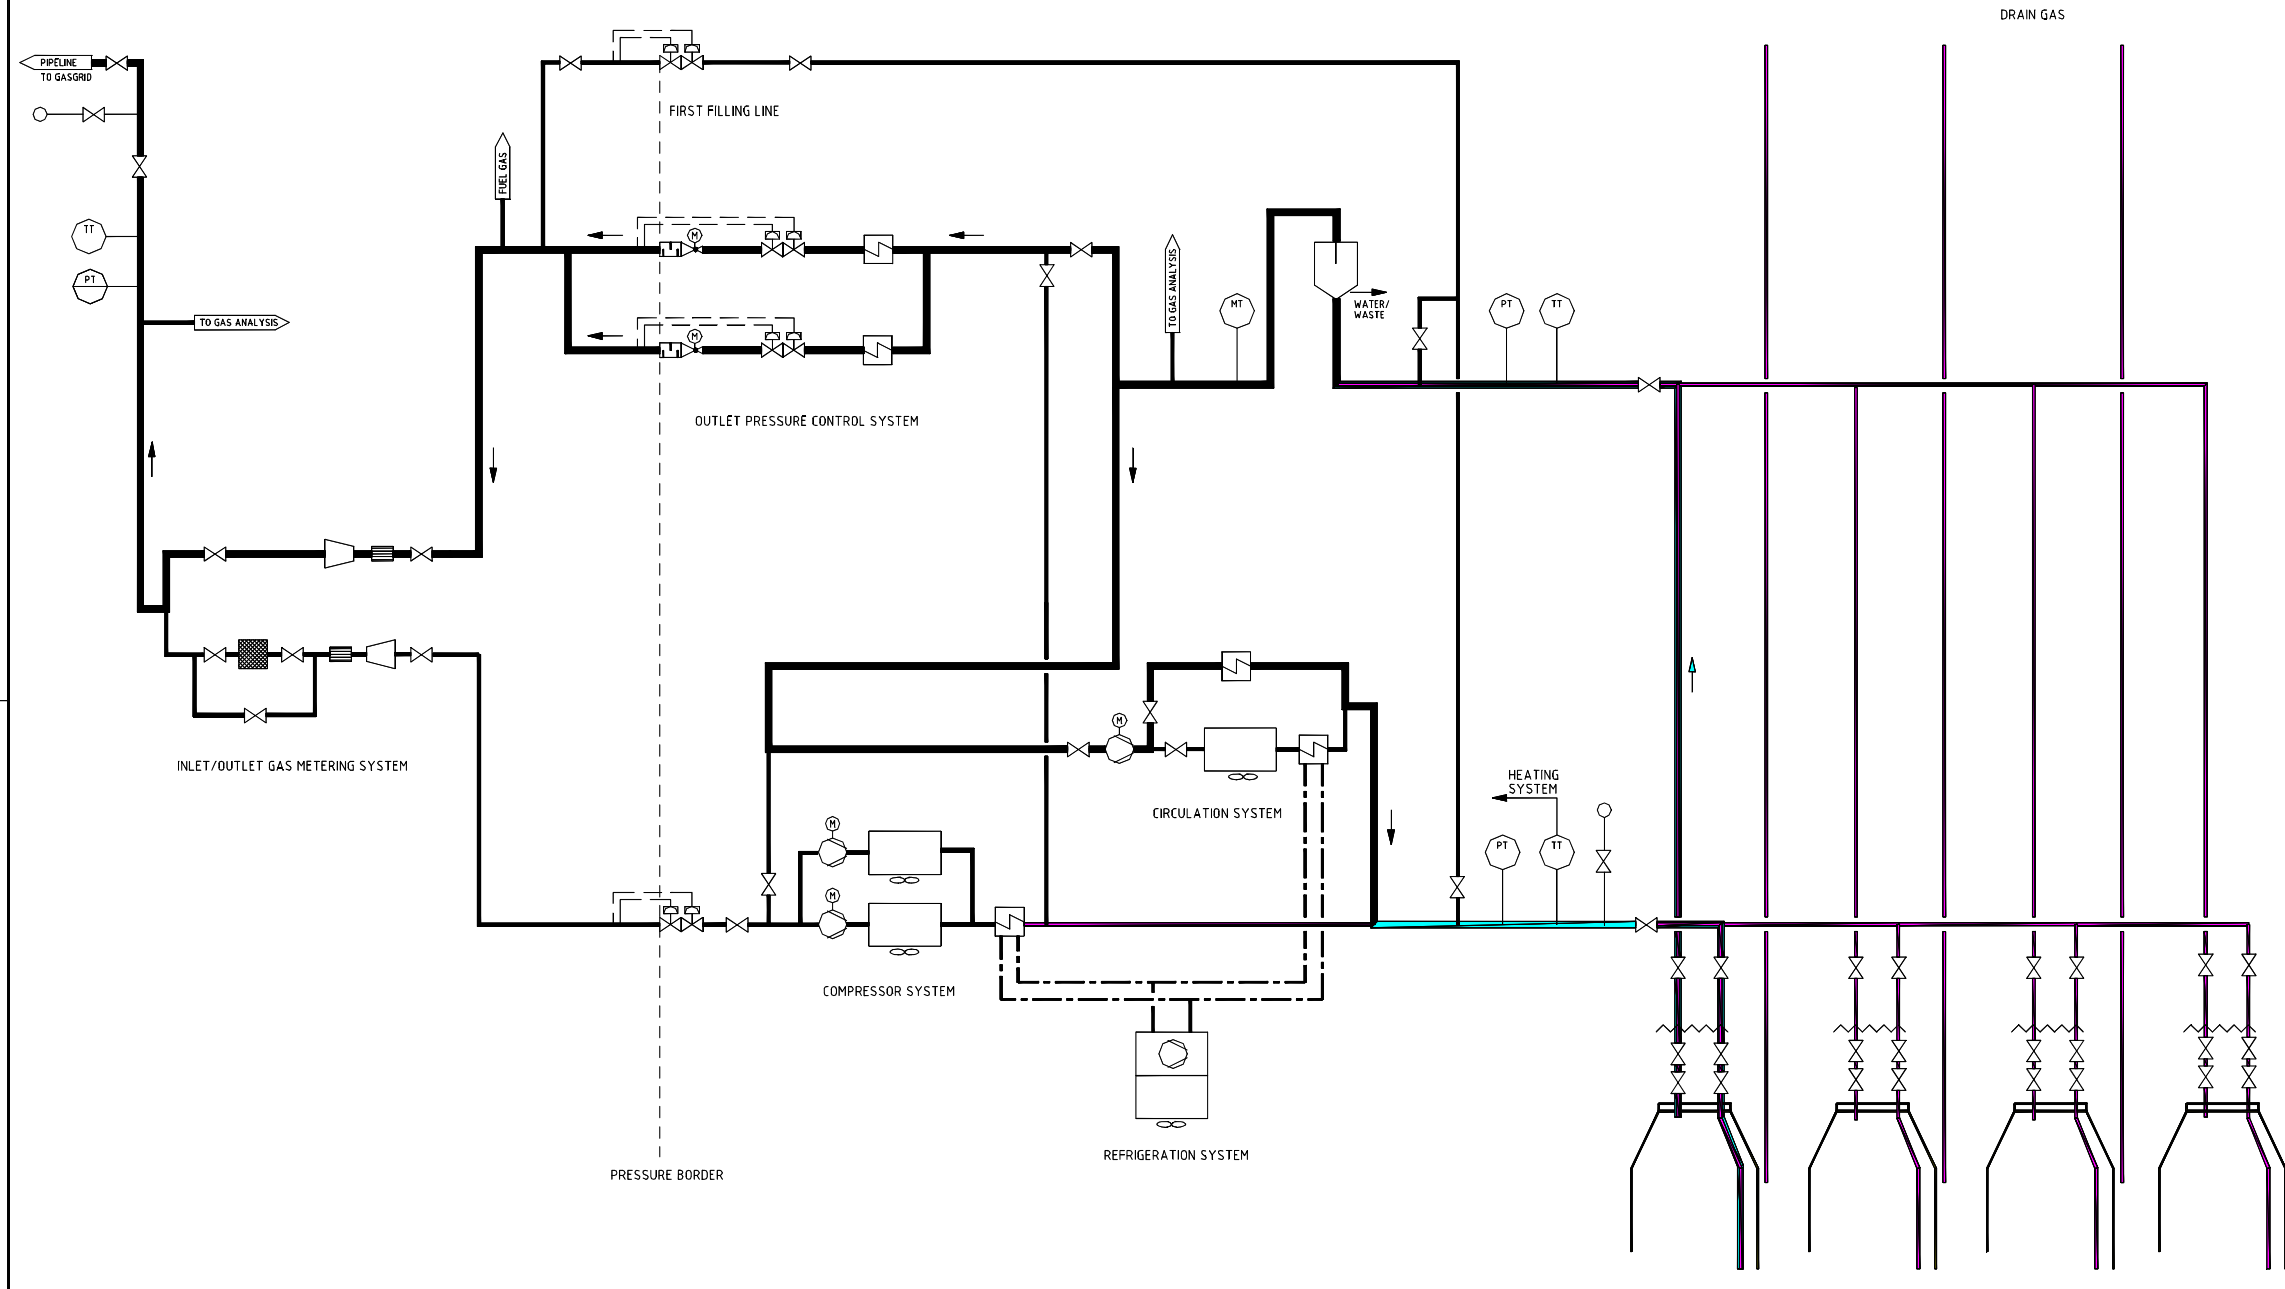 DRAIN GAS
PIPELINE
TO GASGRID
FIRST FILLING LINE
FUEL GAS
TT
M
TO GAS ANALYSIS
PT
MT
WATER/
WASTE
PT
TT
TO GAS ANALYSIS
M
OUTLET PRESSURE CONTROL SYSTEM
M
INLET/OUTLET GAS METERING SYSTEM
HEATING
SYSTEM
CIRCULATION SYSTEM
M
PT
TT
M
COMPRESSOR SYSTEM
REFRIGERATION SYSTEM
PRESSURE BORDER